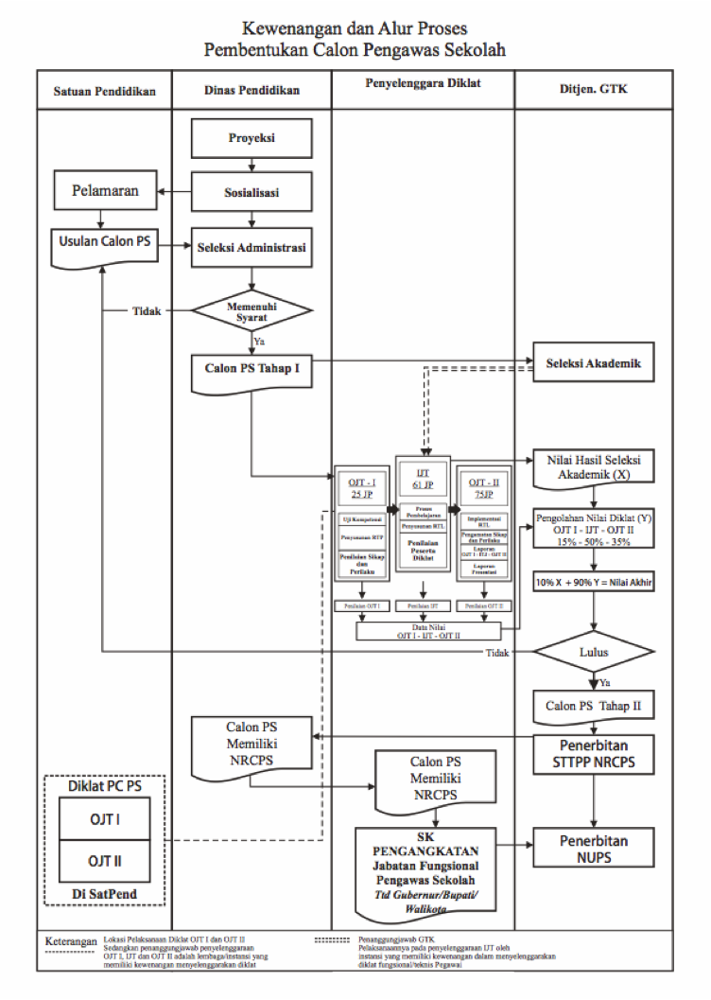 Kewenangan dan Alur Proses
Pembentukan Calon Pengawas Sekolah
Satuan Pendidikan
Dinas Pendidikan
Penyelenggara Diklat
Ditjen. GTK
Proyeksi
Pelamaran
Sosialisasi
Usulan Calon PS
Seleksi Administrasi
Tidak
Memenuhi
Syarat
Ya
Calon PS Tahap I
Seleksi Akademik
OJT - I
25 JP
Uji Kompetensi
Penyusunan RTP
Penilaian Sikap
dan
Perilaku
IJT
61 JP
Proses
Pembelajaran
Penyusunan RTL
Penilaian
Peserta
Diklat
OJT - II
75JP
Implementasi
RTL
Pengamatan Sikap
dan Perilaku
Laporan
OJT I - IJT - OJT II
Laporan
Presentasi
Nilai Hasil Seleksi
Akademik (X)
Pengolahan Nilai Diklat (Y)
OJT I - IJT - OJT II
15% - 50% - 35%
10% X + 90% Y = Nilai Akhir
Penilaian OJT I
Penilaian IJT
Penilaian OJT II
Data Nilai
OJT I - IJT - OJT II
Tidak
Lulus
Ya
Calon PS Tahap II
Calon PS
Memiliki
NRCPS
Penerbitan
STTPP NRCPS
Calon PS
Memiliki
NRCPS
Diklat PC PS
OJT I
OJT II
Di SatPend
SK
PENGANGKATAN
Jabatan Fungsional
Pengawas Sekolah
Ttd Gubernur/Bupati/
Walikota
Penerbitan
NUPS
Keterangan
Lokasi Pelaksanaan Diklat OJT I dan OJT II
Sedangkan penanggungjawab penyelenggaraan
OJT I, IJT dan OJT II adalah lembaga/instansi yang
memiliki kewenangan menyelenggarakan diklat
Penanggungjawab GTK
Pelaksanaannya pada penyelenggaraan IJT oleh
instansi yang memiliki kewenangan dalam menyelenggarakan
diklat fungsional/teknis Pegawai